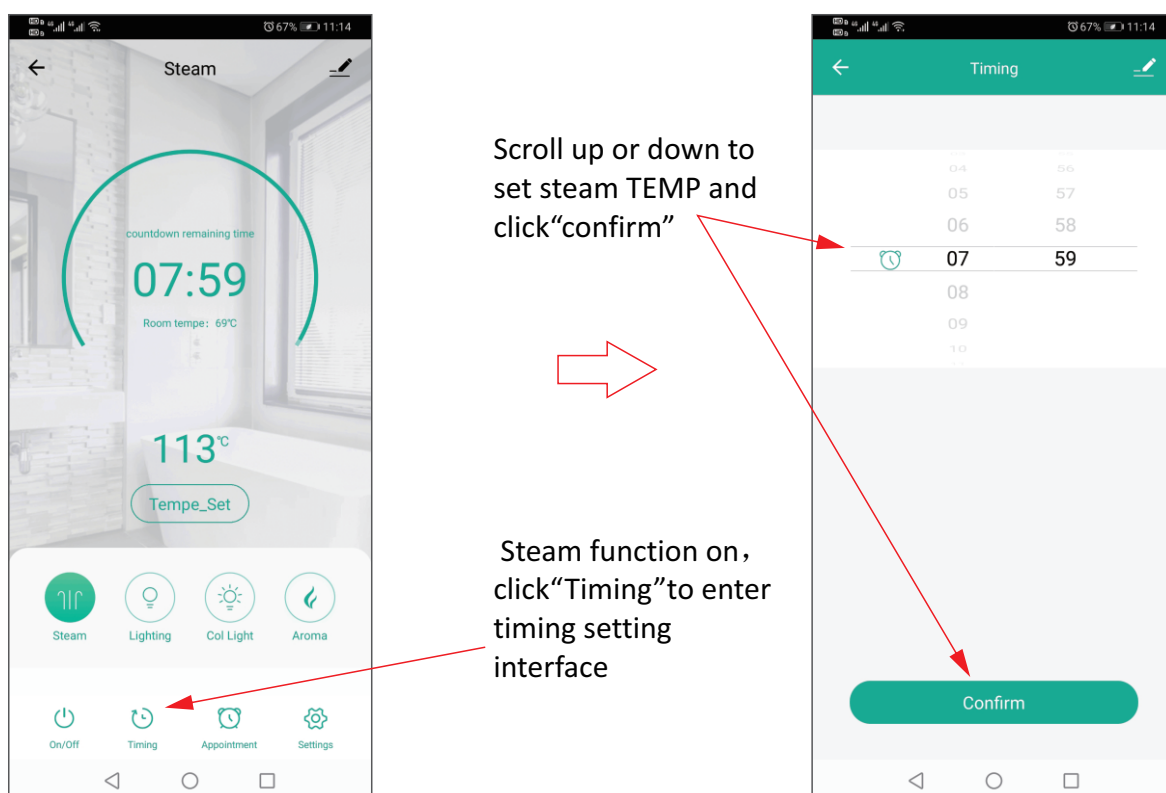 67% 11:14
Steam
countdown remaining time
07:59
Room tempe: 69℃
113℃
Tempe_Set
Steam Lighting Col Light Aroma
On/Off Timing Appointment Settings
Scroll up or down to
set steam TEMP and
click“confirm”
Steam function on，
click“Timing”to enter
timing setting
interface
67% 11:14
Timing
04 56
05 57
06 58
07 59
08
09
10
Confirm